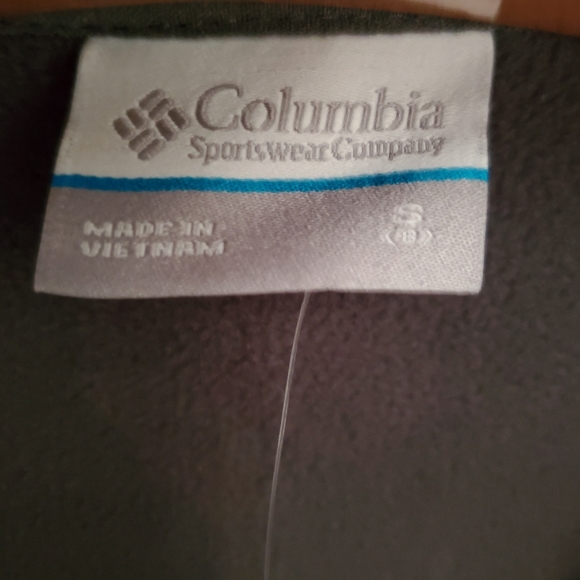 Columbia
Sportswear Company
MADE IN
VIETNAM
S